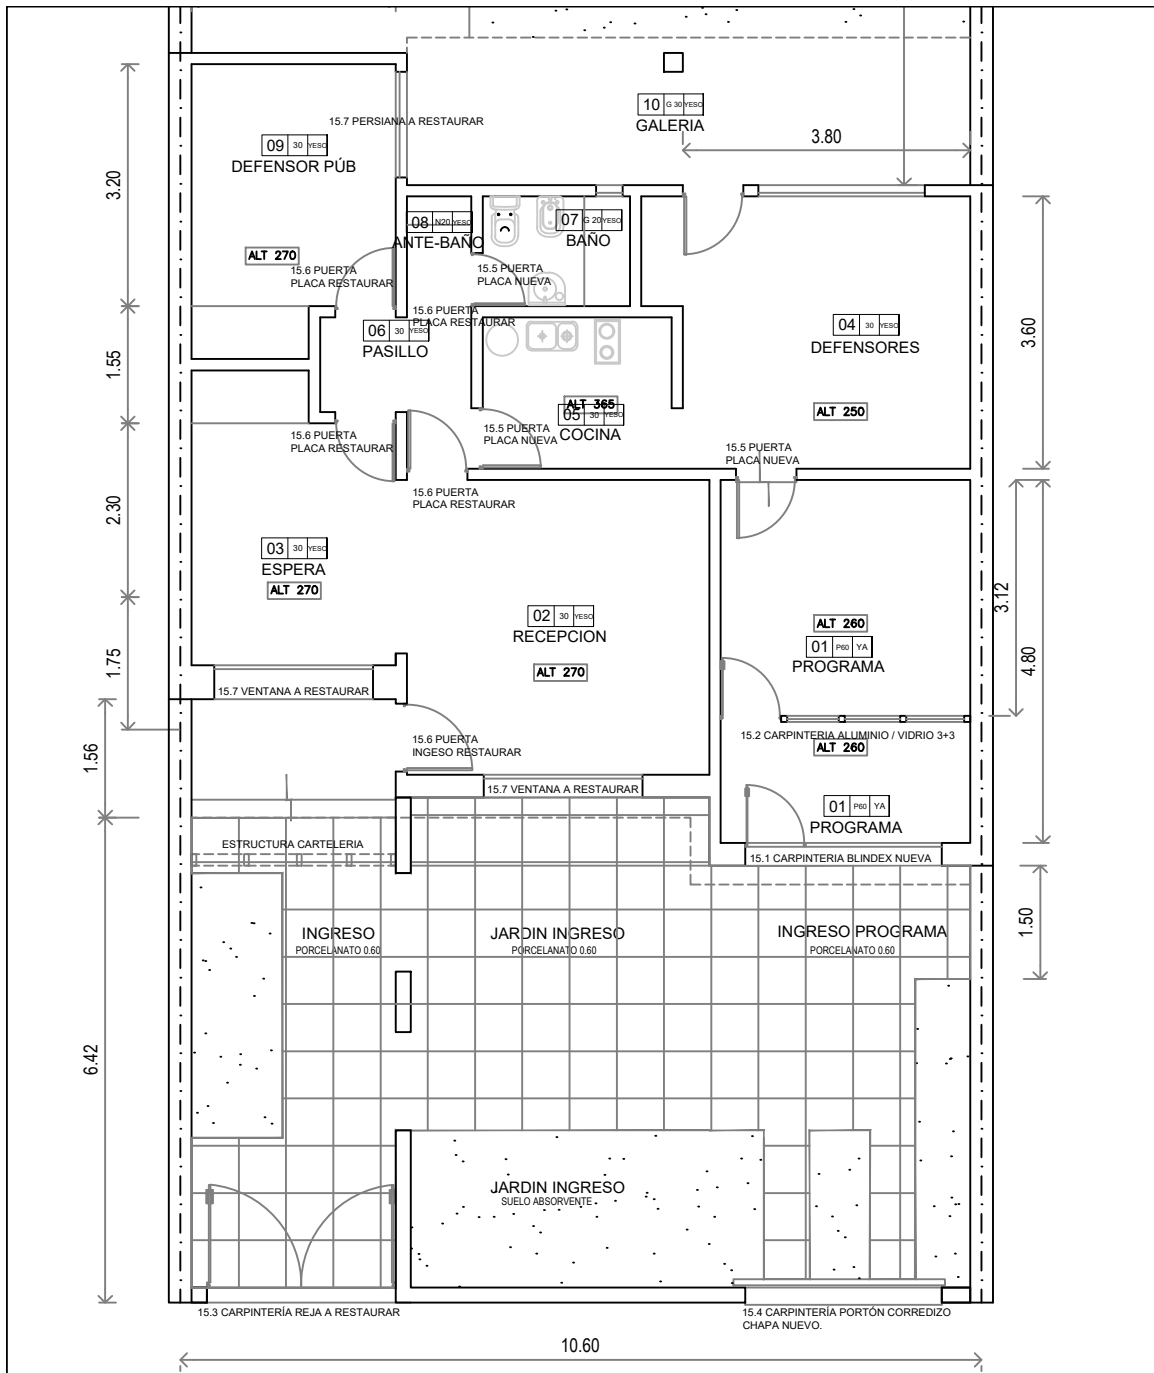 10 G 30 YESO
GALERIA
15.7 PERSIANA A RESTAURAR
3.80
09 30 YESO
DEFENSOR PÚB
3.20
08 N20 YESO
ANTE-BAÑO
07 G 20 YESO
BAÑO
ALT 270
15.6 PUERTA
PLACA RESTAURAR
15.5 PUERTA
PLACA NUEVA
15.6 PUERTA
PLACA RESTAURAR
06 30 YESO
PASILLO
04 30 YESO
DEFENSORES
3.60
1.55
ALT 365
05 30 YESO
COCINA
ALT 250
15.6 PUERTA
PLACA RESTAURAR
15.5 PUERTA
PLACA NUEVA
15.5 PUERTA
PLACA NUEVA
15.6 PUERTA
PLACA RESTAURAR
2.30
03 30 YESO
ESPERA
ALT 270
3.12
02 30 YESO
RECEPCION
ALT 270
ALT 260
01 P60 YA
PROGRAMA
4.80
1.75
15.7 VENTANA A RESTAURAR
15.6 PUERTA
INGESO RESTAURAR
15.2 CARPINTERIA ALUMINIO / VIDRIO 3+3
ALT 260
1.56
15.7 VENTANA A RESTAURAR
01 P60 YA
PROGRAMA
ESTRUCTURA CARTELERIA
15.1 CARPINTERIA BLINDEX NUEVA
1.50
INGRESO
PORCELANATO 0.60
JARDIN INGRESO
PORCELANATO 0.60
INGRESO PROGRAMA
PORCELANATO 0.60
6.42
JARDIN INGRESO
SUELO ABSORVENTE
15.3 CARPINTERÍA REJA A RESTAURAR
15.4 CARPINTERÍA PORTÓN CORREDIZO
CHAPA NUEVO.
10.60